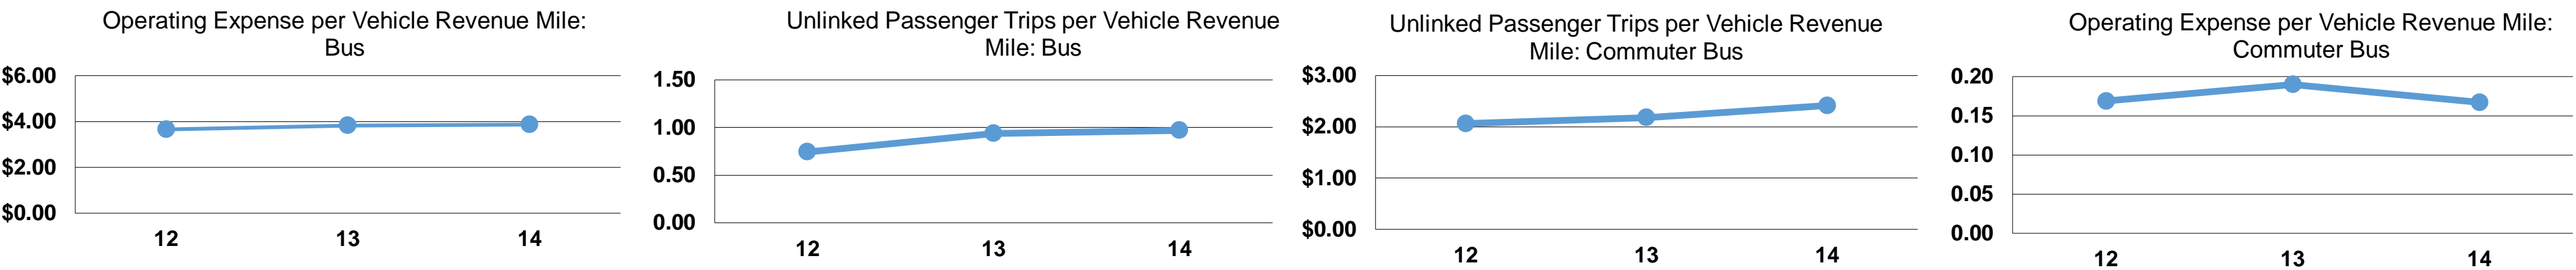 Operating Expense per Vehicle Revenue Mile:
Bus
$6.00
$4.00
$2.00
$0.00
12 13 14
Unlinked Passenger Trips per Vehicle Revenue
Mile: Bus
1.50
1.00
0.50
0.00
12 13 14
Unlinked Passenger Trips per Vehicle Revenue
Mile: Commuter Bus
$3.00
$2.00
$1.00
$0.00
12 13 14
Operating Expense per Vehicle Revenue Mile:
Commuter Bus
0.20
0.15
0.10
0.05
0.00
12 13 14